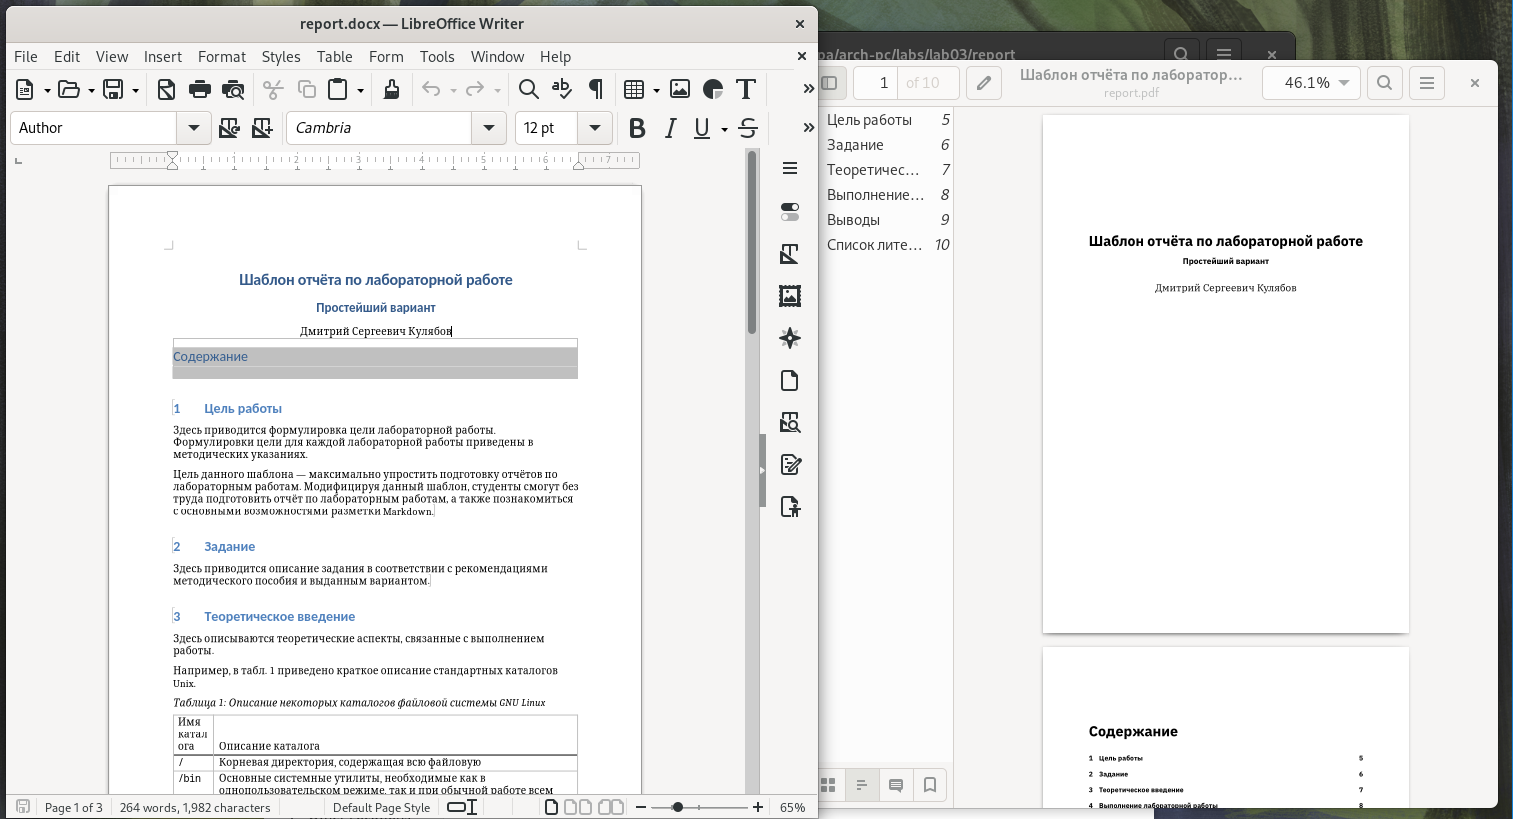 report.docx — LibreOffice Writer
File Edit View Insert Format Styles Table Form Tools Window Help
Author
Cambria
12 pt
1 2 3 4 5 6 7
Шаблон отчёта по лабораторной работе
Простейший вариант
Дмитрий Сергеевич Кулябов
Содержание
1 Цель работы
Здесь приводится формулировка цели лабораторной работы.
Формулировки цели для каждой лабораторной работы приведены в
методических указаниях.
Цель данного шаблона — максимально упростить подготовку отчётов по
лабораторным работам. Модифицируя данный шаблон, студенты смогут без
труда подготовить отчёт по лабораторным работам, а также познакомиться
с основными возможностями разметки Markdown.
2 Задание
Здесь приводится описание задания в соответствии с рекомендациями
методического пособия и выданным вариантом.
3 Теоретическое введение
Здесь описываются теоретические аспекты, связанные с выполнением
работы.
Например, в табл. 1 приведено краткое описание стандартных каталогов
Unix.
Таблица 1: Описание некоторых каталогов файловой системы GNU Linux
Имя
катал
ога
Описание каталога
/ Корневая директория, содержащая всю файловую
/bin Основные системные утилиты, необходимые как в
однопользовательском режиме, так и при обычной работе всем
Page 1 of 3
264 words, 1,982 characters
Default Page Style
65%
pa/arch-pc/labs/lab03/report
1 of 10
Шаблон отчёта по лаборатор…
report.pdf
46.1%
Цель работы 5
Задание 6
Теоретичес… 7
Выполнение… 8
Выводы 9
Список лите… 10
Шаблон отчёта по лабораторной работе
Простейший вариант
Дмитрий Сергеевич Кулябов
Содержание
1 Цель работы 5
2 Задание 6
3 Теоретическое введение 7
4 Выполнение лабораторной работы 8